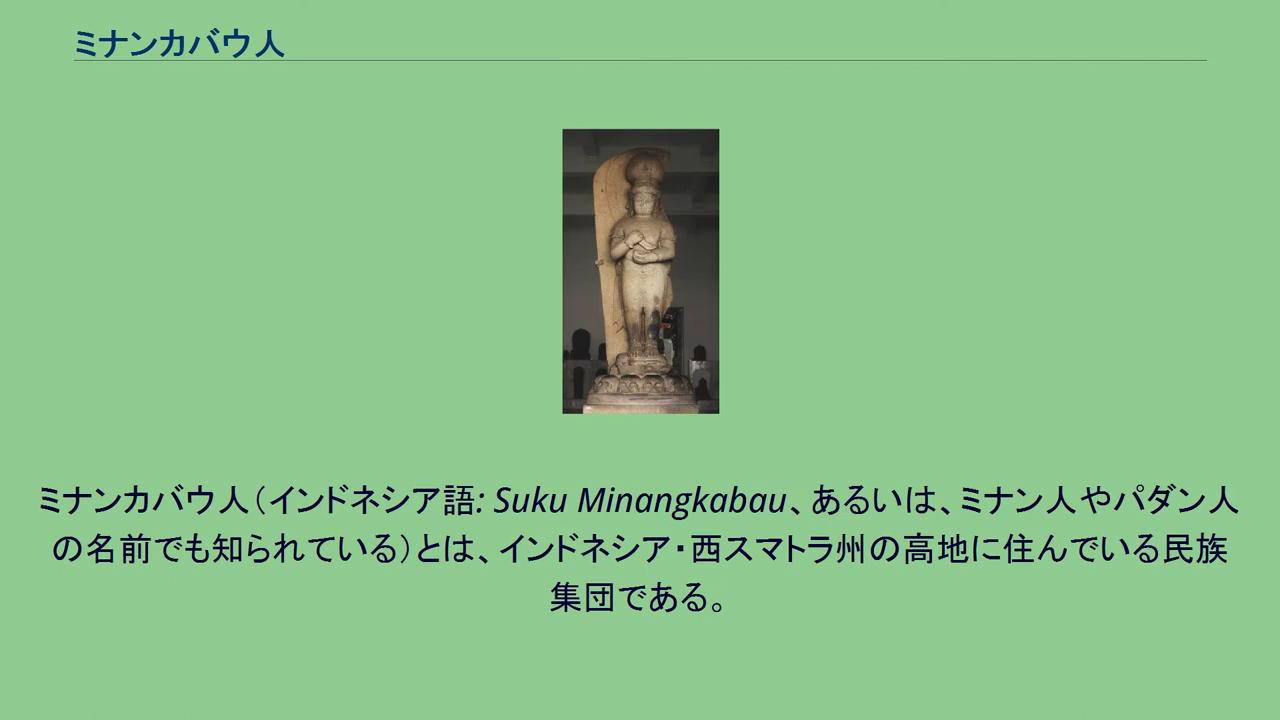 ミナンカバウ人
ミナンカバウ人（インドネシア語: Suku Minangkabau、あるいは、ミナン人やパダン人
の名前でも知られている）とは、インドネシア・西スマトラ州の高地に住んでいる民族
集団である。